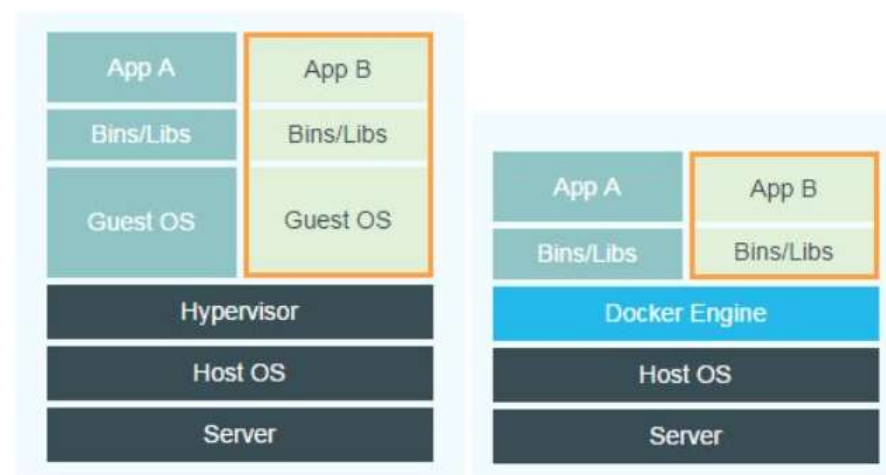 App A
App B
Bins/Libs
Bins/Libs
Guest OS
Guest OS
Hypervisor
Host OS
Server
App A
App B
Bins/Libs
Bins/Libs
Docker Engine
Host OS
Server